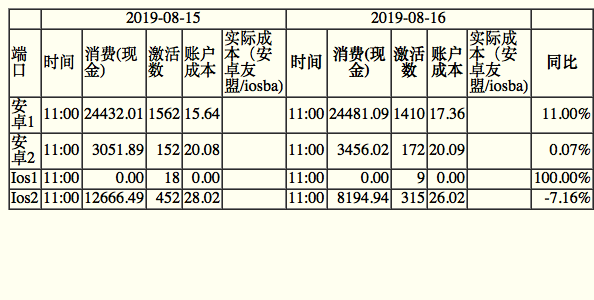 2019-08-15 2019-08-16
端口 时间 消费(现金) 激活数 账户成本 实际成本（安卓友盟/iosba) 时间 消费(现金) 激活数 账户成本 实际成本（安卓友盟/iosba) 同比
安卓1 11:00 24432.01 1562 15.64 11:00 24481.09 1410 17.36 11.00%
安卓2 11:00 3051.89 152 20.08 11:00 3456.02 172 20.09 0.07%
Ios1 11:00 0.00 18 0.00 11:00 0.00 9 0.00 100.00%
Ios2 11:00 12666.49 452 28.02 11:00 8194.94 315 26.02 -7.16%